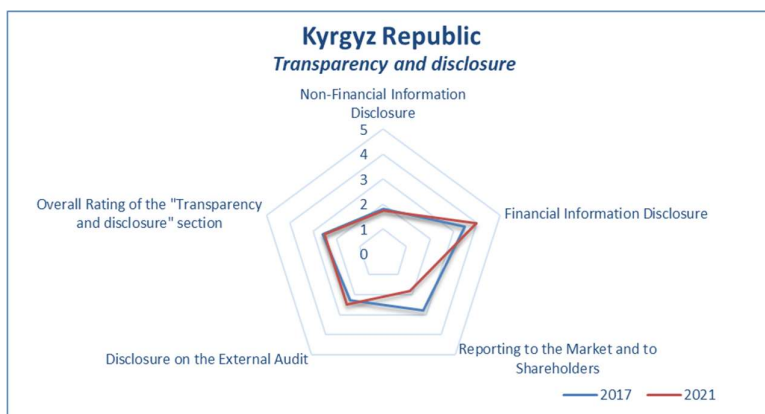 Kyrgyz Republic
Transparency and disclosure
Non-Financial Information
Disclosure
5
4
3
2
1
0
Overall Rating of the "Transparency
and disclosure" section
Financial Information Disclosure
Disclosure on the External Audit
Reporting to the Market and to
Shareholders
2017
2021